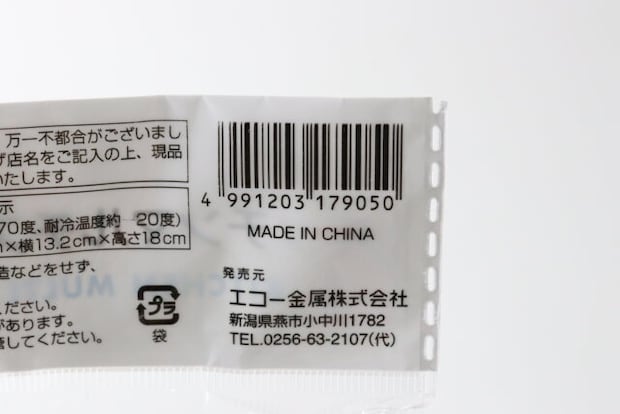 万一不都合がございまし
げ店名をご記入の上、現品
いたします。
示
70度、耐冷温度約−20度)
m×横13.2cm×高さ18cm
造などをせず、
ださい。
があります。
管してください。
プラ
袋
4 991203 179050
MADE IN CHINA
発売元
エコー金属株式会社
新潟県燕市小中川1782
TEL.0256-63-2107(代)